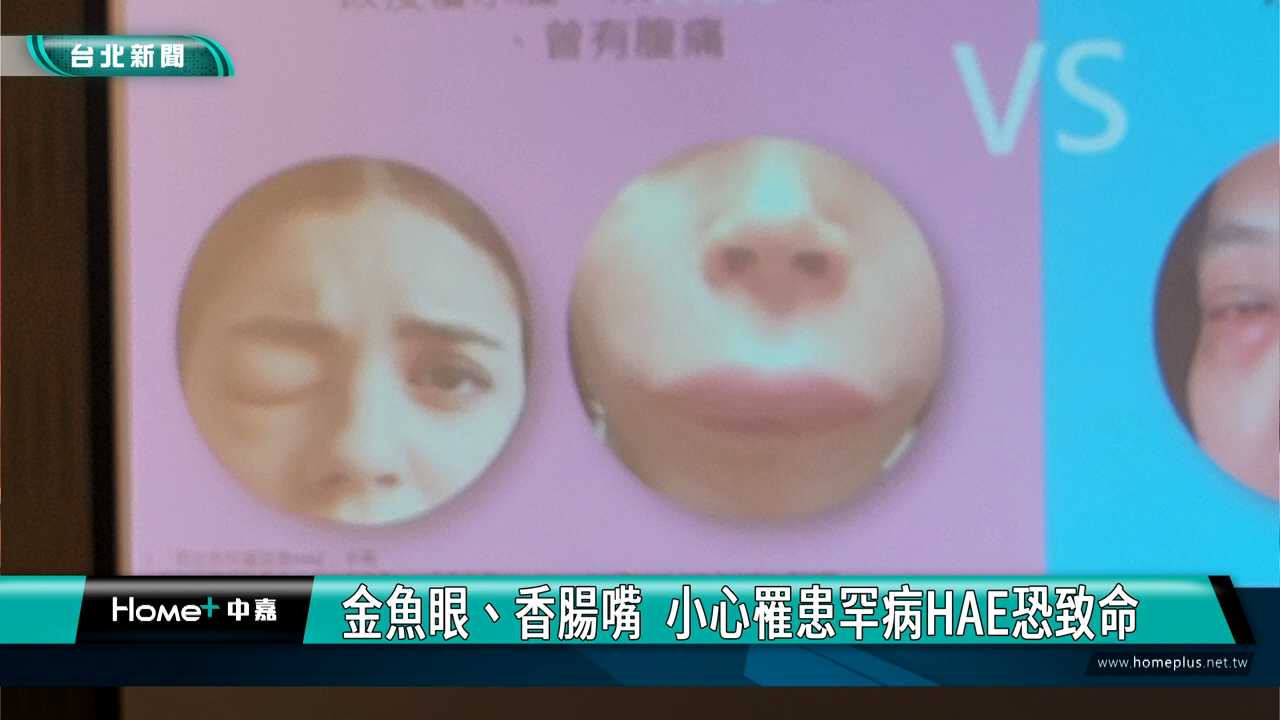 、曾有腹痛
台北新聞
VS
Home+中嘉
金魚眼、香腸嘴 小心罹患罕病HAE恐致命
www.homeplus.net.tw